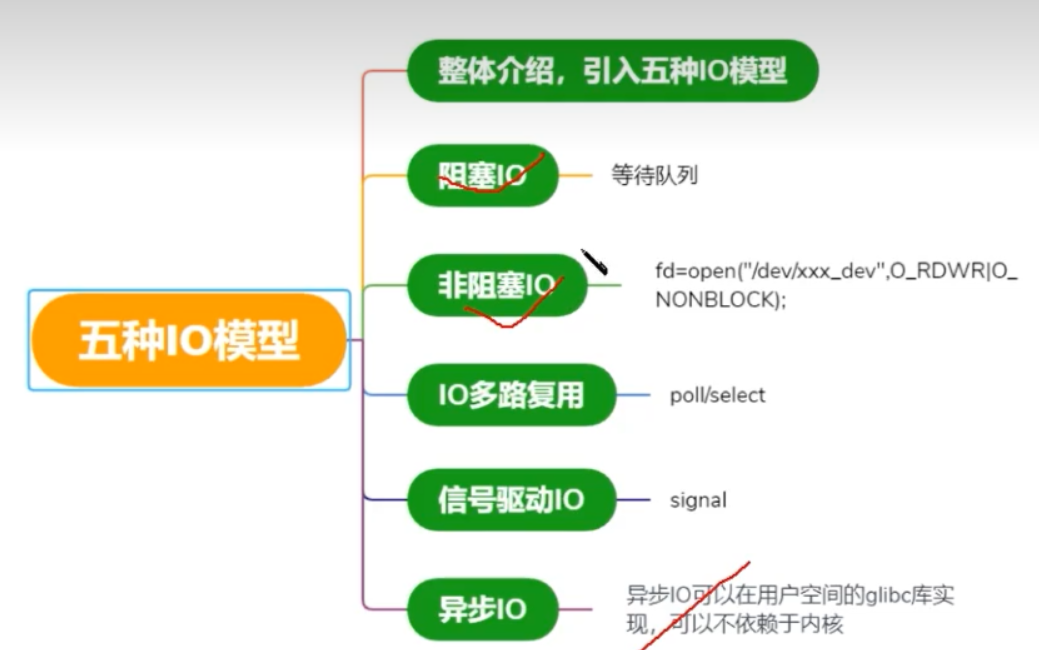 整体介绍，引入五种IO模型
阻塞IO
等待队列
非阻塞IO
fd=open("/dev/xxx_dev",O_RDWR|O_
NONBLOCK);
五种IO模型
IO多路复用
poll/select
信号驱动IO
signal
异步IO
异步IO可以在用户空间的glibc库实
现，可以不依赖于内核